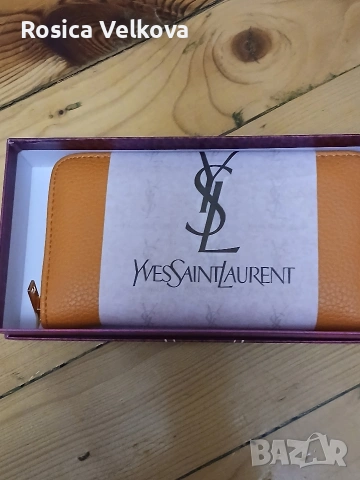 Rosica Velkova
YSL
YVESSAINTLAURENT
BAZAR